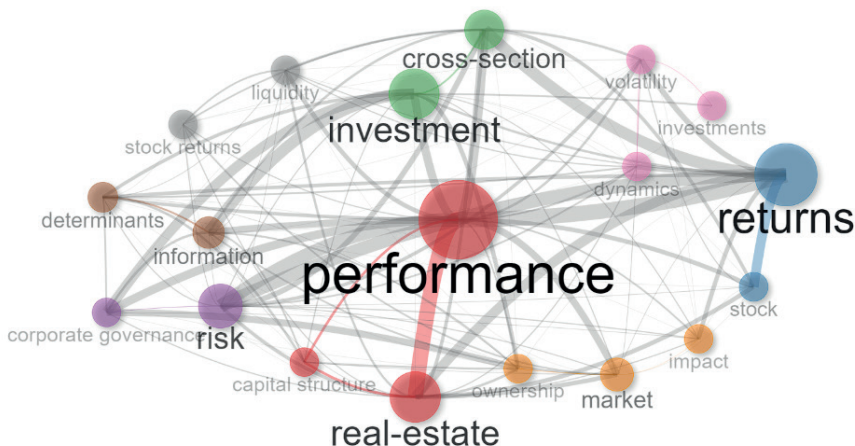 cross-section
volatility
liquidity
investments
investment
stock returns
dynamics
determinants
returns
information
performance
stock
corporate governance
risk
impact
capital structure
ownership
market
real-estate